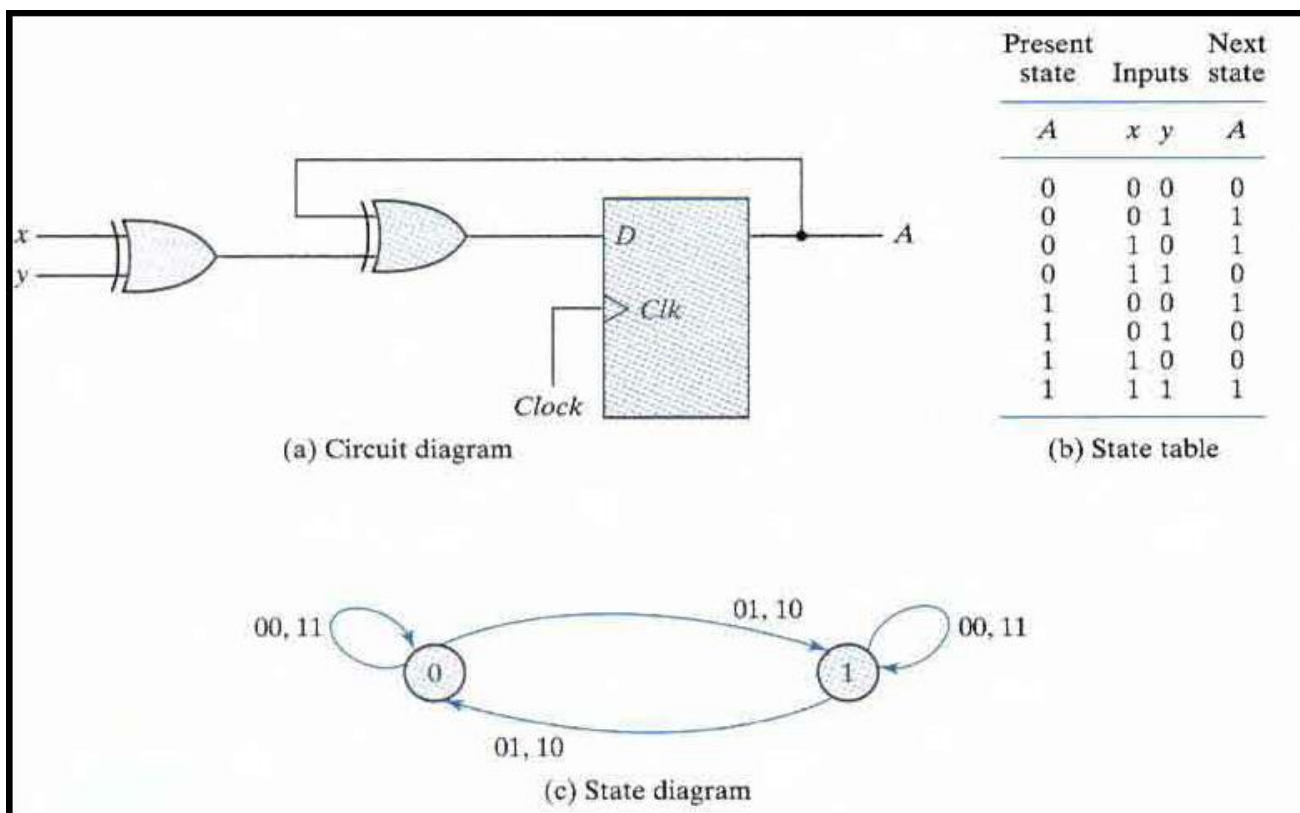 Present Next
state Inputs state
A x y A
0 0 0 0
0 0 1 1
0 1 0 1
0 1 1 0
1 0 0 1
1 0 1 0
1 1 0 0
1 1 1 1
(b) State table
x
y
D
Clk
A
Clock
(a) Circuit diagram
00, 11
0
01, 10
1
00, 11
01, 10
(c) State diagram